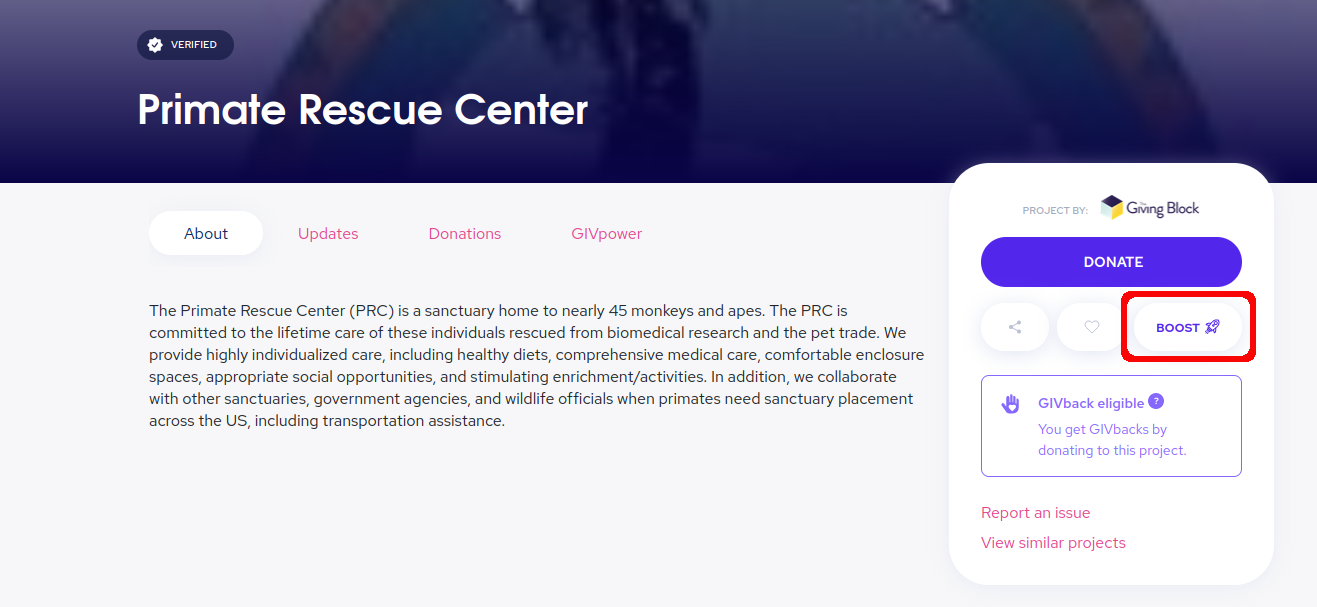 VERIFIED
Primate Rescue Center
About
Updates
Donations
GIVpower
The Primate Rescue Center (PRC) is a sanctuary home to nearly 45 monkeys and apes. The PRC is
committed to the lifetime care of these individuals rescued from biomedical research and the pet trade. We
provide highly individualized care, including healthy diets, comprehensive medical care, comfortable enclosure
spaces, appropriate social opportunities, and stimulating enrichment/activities. In addition, we collaborate
with other sanctuaries, government agencies, and wildlife officials when primates need sanctuary placement
across the US, including transportation assistance.
PROJECT BY:
The Giving Block
DONATE
BOOST
GIVback eligible ?
You get GIVbacks by
donating to this project.
Report an issue
View similar projects